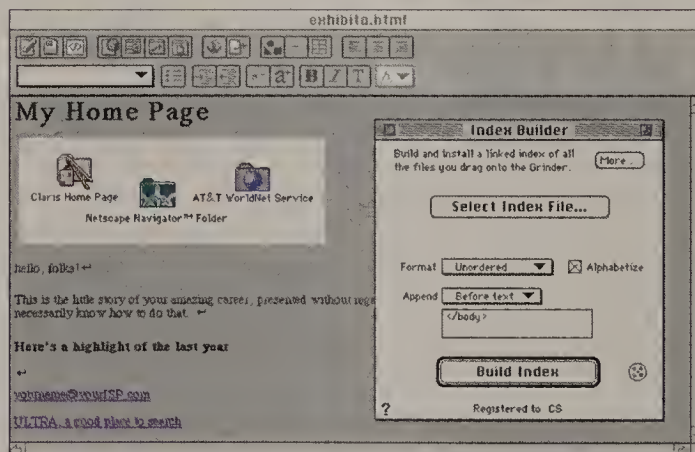 exhibita.html
B I T A
My Home Page
Claris Home Page
AT&T WorldNet Service
Netscape Navigator™ Folder
hello, folks!↵
This is the little story of your amazing career, presented without
necessarily know how to do that. ↵
Here's a highlight of the last year
↵
yourname@yourISP.com
ULTRA, a good place to search
Index Builder
Build and install a linked index of all
the files you drag onto the Grinder.
More...
Select Index File...
Format Unordered
Alphabetize
Append Before text
</body>
Build Index
? Registered to CS